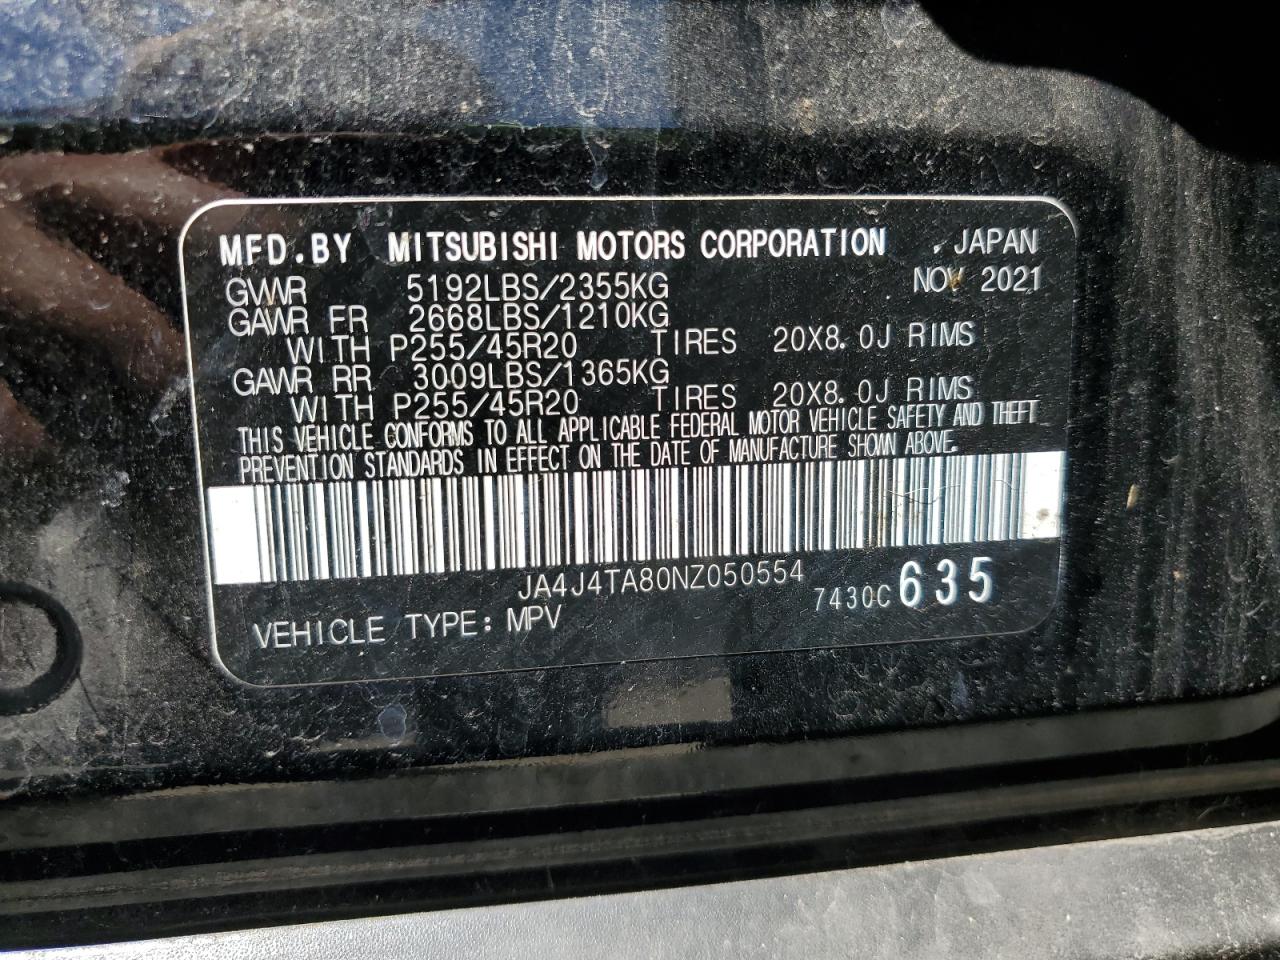 MFD.BY MITSUBISHI MOTORS CORPORATION , JAPAN
GVWR 5192LBS/2355KG NOV 2021
GAWR FR 2668LBS/1210KG
WITH P255/45R20 TIRES 20X8.0J RIMS
GAWR RR 3009LBS/1365KG
WITH P255/45R20 TIRES 20X8.0J RIMS
THIS VEHICLE CONFORMS TO ALL APPLICABLE FEDERAL MOTOR VEHICLE SAFETY AND THEFT
PREVENTION STANDARDS IN EFFECT ON THE DATE OF MANUFACTURE SHOWN ABOVE.
JA4J4TA80NZ050554
7430C 635
VEHICLE TYPE: MPV